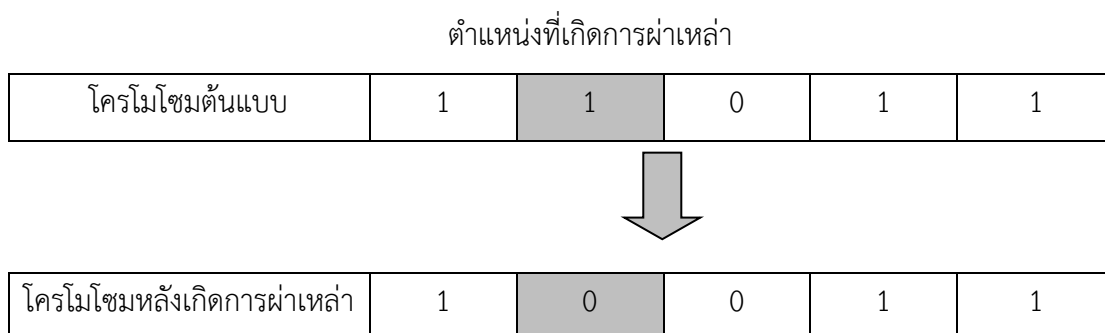 ตำแหน่งที่เกิดการผ่าเหล่า
โครโมโซมต้นแบบ 1 1 0 1 1
โครโมโซมหลังเกิดการผ่าเหล่า 1 0 0 1 1